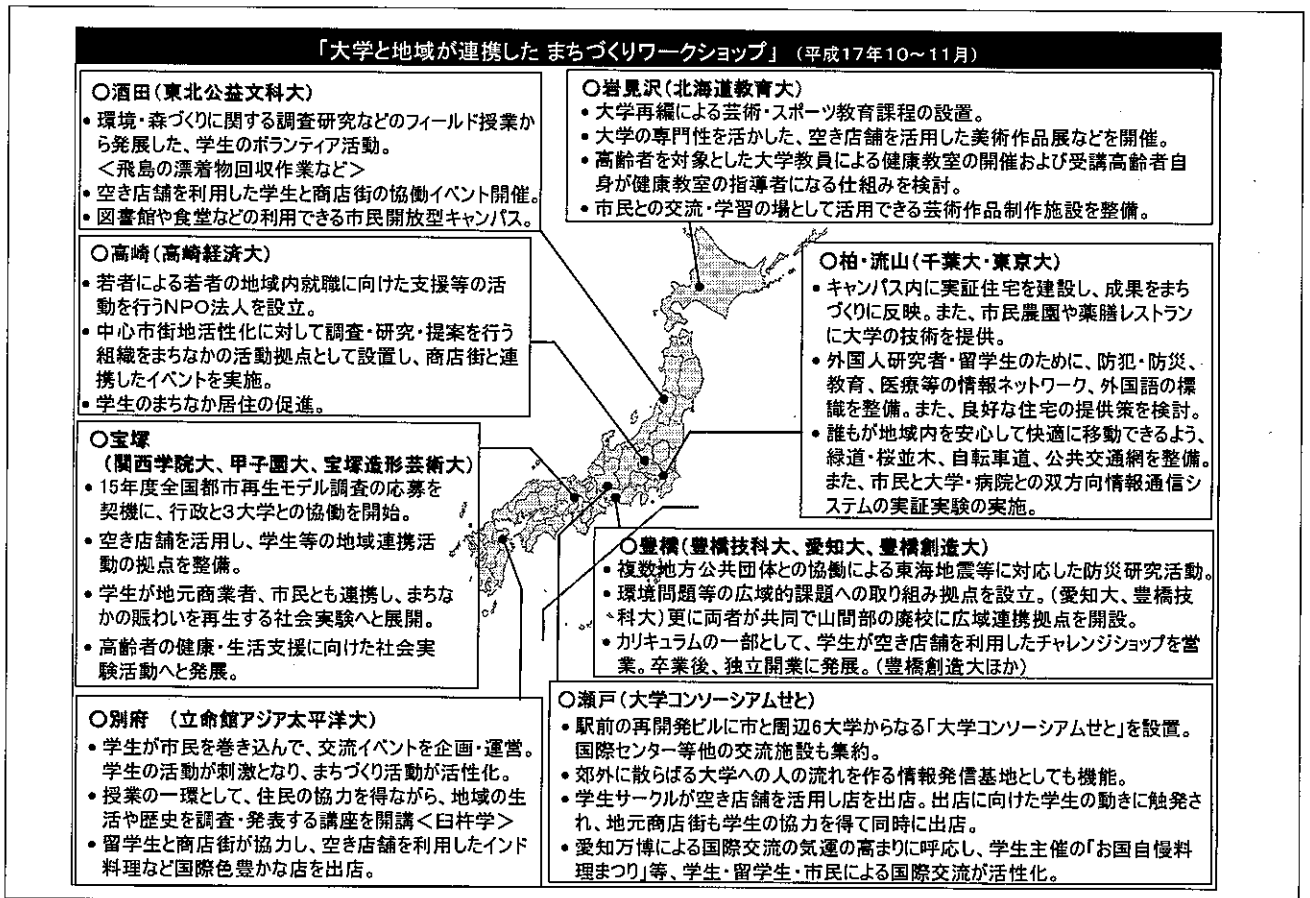 「大学と地域が連携した まちづくりワークショップ」 (平成17年10～11月)
〇酒田(東北公益文科大)
• 環境・森づくりに関する調査研究などのフィールド授業か
ら発展した、学生のボランティア活動。
＜飛島の漂着物回収作業など＞
• 空き店舗を利用した学生と商店街の協働イベント開催。
• 図書館や食堂などの利用できる市民開放型キャンパス。
〇岩見沢(北海道教育大)
• 大学再編による芸術・スポーツ教育課程の設置。
• 大学の専門性を活かした、空き店舗を活用した美術作品展などを開催。
• 高齢者を対象とした大学教員による健康教室の開催および受講高齢者自
身が健康教室の指導者になる仕組みを検討。
• 市民との交流・学習の場として活用できる芸術作品制作施設を整備。
〇高崎(高崎経済大)
• 若者による若者の地域内就職に向けた支援等の活
動を行うNPO法人を設立。
• 中心市街地活性化に対して調査・研究・提案を行う
組織をまちなかの活動拠点として設置し、商店街と連
携したイベントを実施。
• 学生のまちなか居住の促進。
〇柏・流山(千葉大・東京大)
• キャンパス内に実証住宅を建設し、成果をまち
づくりに反映。また、市民農園や薬膳レストラン
に大学の技術を提供。
• 外国人研究者・留学生のために、防犯・防災、
教育、医療等の情報ネットワーク、外国語の標
識を整備。また、良好な住宅の提供策を検討。
• 誰もが地域内を安心して快適に移動できるよう、
緑道・桜並木、自転車道、公共交通網を整備。
また、市民と大学・病院との双方向情報通信シ
ステムの実証実験の実施。
〇宝塚
(関西学院大、甲子園大、宝塚造形芸術大)
• 15年度全国都市再生モデル調査の応募を
契機に、行政と3大学との協働を開始。
• 空き店舗を活用し、学生等の地域連携活
動の拠点を整備。
• 学生が地元商業者、市民とも連携し、まちな
かの賑わいを再生する社会実験へと展開。
• 高齢者の健康・生活支援に向けた社会実
験活動へと発展。
〇豊橋(豊橋技科大、愛知大、豊橋創造大)
• 複数地方公共団体との協働による東海地震等に対応した防災研究活動。
• 環境問題等の広域的課題への取り組み拠点を設立。(愛知大、豊橋技
科大)更に両者が共同で山間部の廃校に広域連携拠点を開設。
• カリキュラムの一部として、学生が空き店舗を利用したチャレンジショップを営
業。卒業後、独立開業に発展。(豊橋創造大ほか)
〇別府 (立命館アジア太平洋大)
• 学生が市民を巻き込んで、交流イベントを企画・運営。
学生の活動が刺激となり、まちづくり活動が活性化。
• 授業の一環として、住民の協力を得ながら、地域の生
活や歴史を調査・発表する講座を開講＜臼杵学＞
• 留学生と商店街が協力し、空き店舗を利用したインド
料理など国際色豊かな店を出店。
〇瀬戸(大学コンソーシアムせと)
• 駅前の再開発ビルに市と周辺6大学からなる「大学コンソーシアムせと」を設置。
国際センター等他の交流施設も集約。
• 郊外に散らばる大学への人の流れを作る情報発信基地としても機能。
• 学生サークルが空き店舗を活用し店を出店。出店に向けた学生の動きに触発さ
れ、地元商店街も学生の協力を得て同時に出店。
• 愛知万博による国際交流の気運の高まりに呼応し、学生主催の「お国自慢料
理まつり」等、学生・留学生・市民による国際交流が活性化。